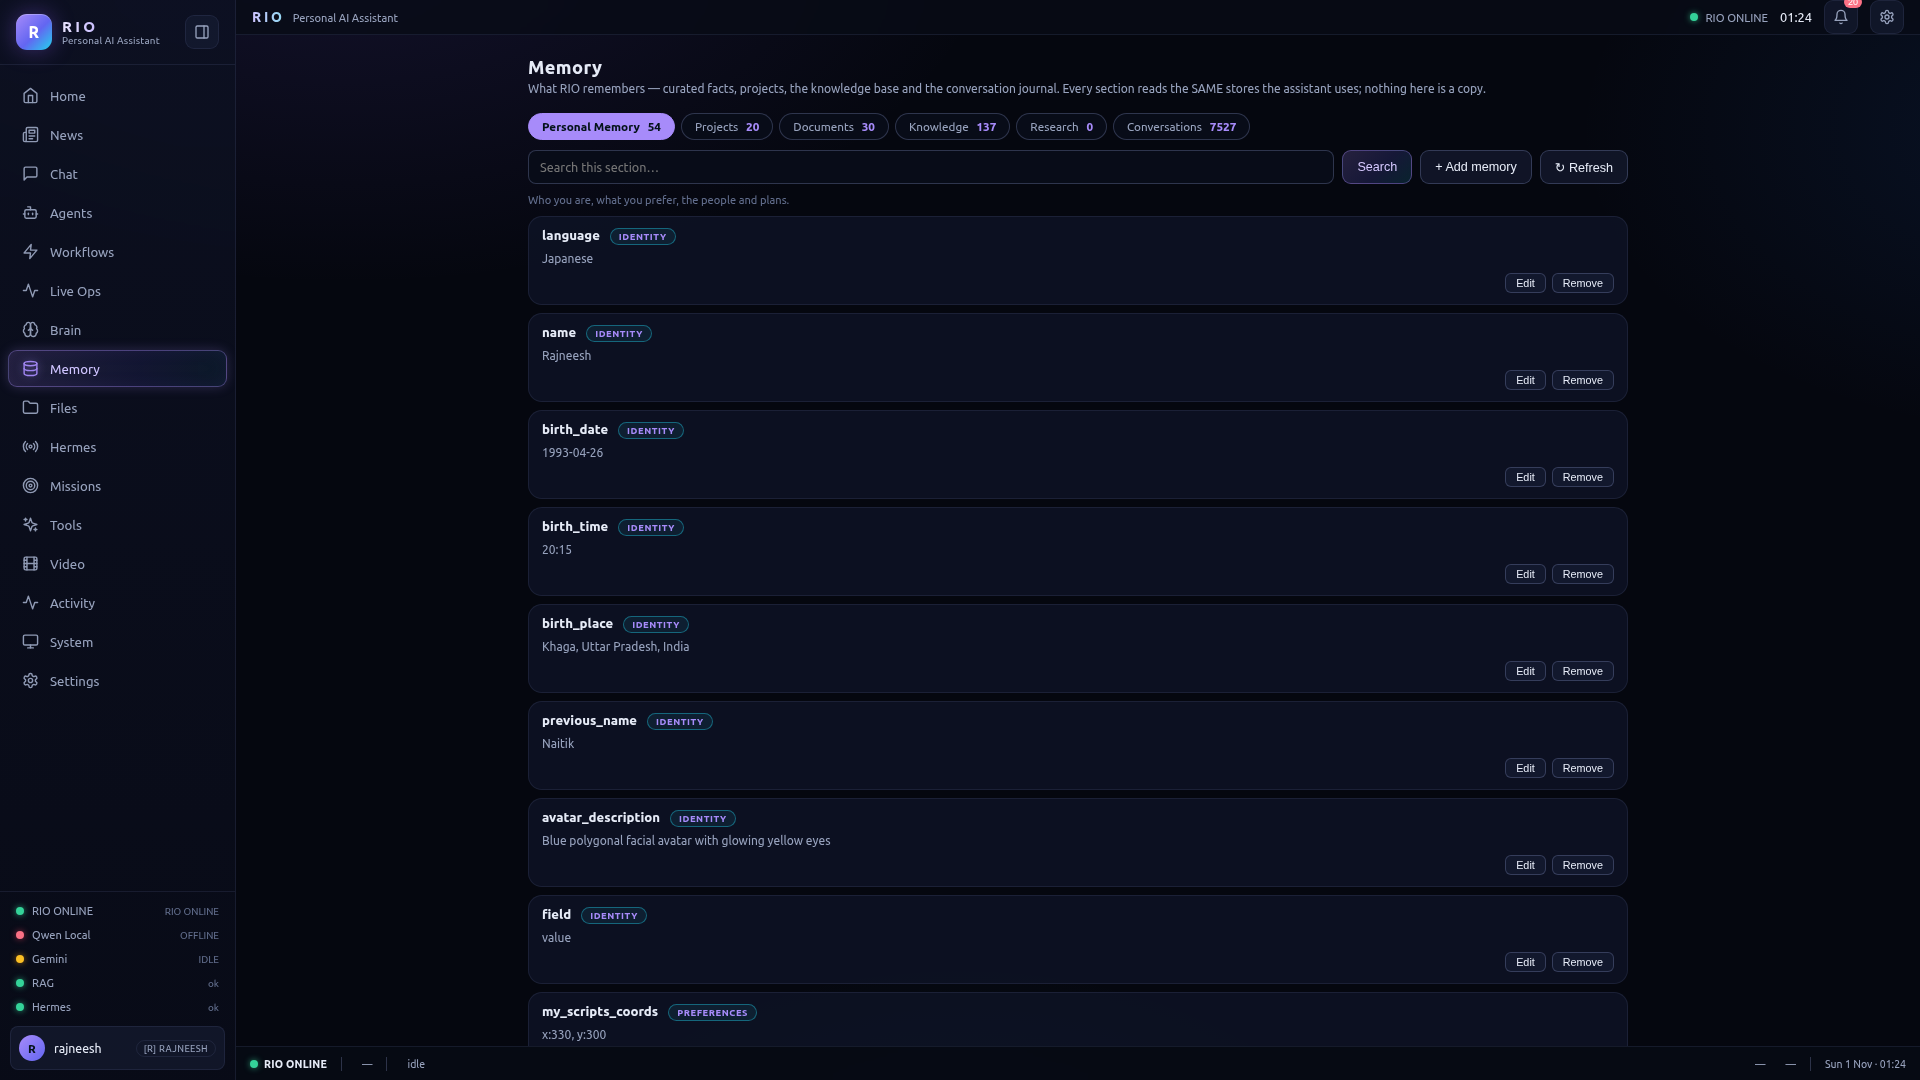 R
RIO
Personal AI Assistant
Home
News
Chat
Agents
Workflows
Live Ops
Brain
Memory
Files
Hermes
Missions
Tools
Video
Activity
System
Settings
RIO ONLINE RIO ONLINE
Qwen Local OFFLINE
Gemini IDLE
RAG ok
Hermes ok
R rajneesh [R] RAJNEESH
RIO Personal AI Assistant
RIO ONLINE 01:24 20
Memory
What RIO remembers — curated facts, projects, the knowledge base and the conversation journal. Every section reads the SAME stores the assistant uses; nothing here is a copy.
Personal Memory 54 Projects 20 Documents 30 Knowledge 137 Research 0 Conversations 7527
Search this section… Search + Add memory ↻ Refresh
Who you are, what you prefer, the people and plans.
language IDENTITY
Japanese
Edit Remove
name IDENTITY
Rajneesh
Edit Remove
birth_date IDENTITY
1993-04-26
Edit Remove
birth_time IDENTITY
20:15
Edit Remove
birth_place IDENTITY
Khaga, Uttar Pradesh, India
Edit Remove
previous_name IDENTITY
Naitik
Edit Remove
avatar_description IDENTITY
Blue polygonal facial avatar with glowing yellow eyes
Edit Remove
field IDENTITY
value
Edit Remove
my_scripts_coords PREFERENCES
x:330, y:300
RIO ONLINE — idle
— — Sun 1 Nov · 01:24